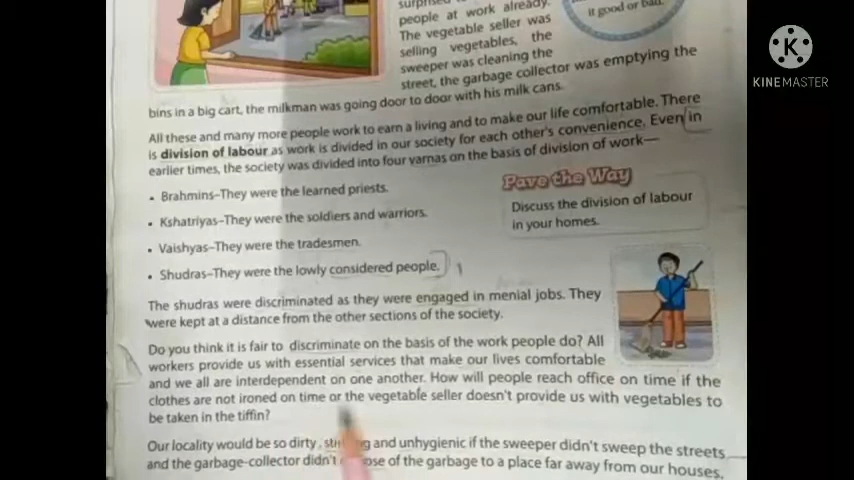 surprised
people at work already.
The vegetable seller was
selling vegetables, the
sweeper was cleaning the
street, the garbage collector was emptying the
bins in a big cart, the milkman was going door to door with his milk cans.
it good or bad.
K
KINEMASTER
All these and many more people work to earn a living and to make our life comfortable. There
is division of labour as work is divided in our society for each other's convenience. Even in
earlier times, the society was divided into four varnas on the basis of division of work—
• Brahmins–They were the learned priests.
• Kshatriyas–They were the soldiers and warriors.
• Vaishyas–They were the tradesmen.
• Shudras–They were the lowly considered people.
Pave the Way
Discuss the division of labour
in your homes.
The shudras were discriminated as they were engaged in menial jobs. They
were kept at a distance from the other sections of the society.
Do you think it is fair to discriminate on the basis of the work people do? All
workers provide us with essential services that make our lives comfortable
and we all are interdependent on one another. How will people reach office on time if the
clothes are not ironed on time or the vegetable seller doesn't provide us with vegetables to
be taken in the tiffin?
Our locality would be so dirty, and unhygienic if the sweeper didn't sweep the streets
and the garbage-collector didn't of the garbage to a place far away from our houses.